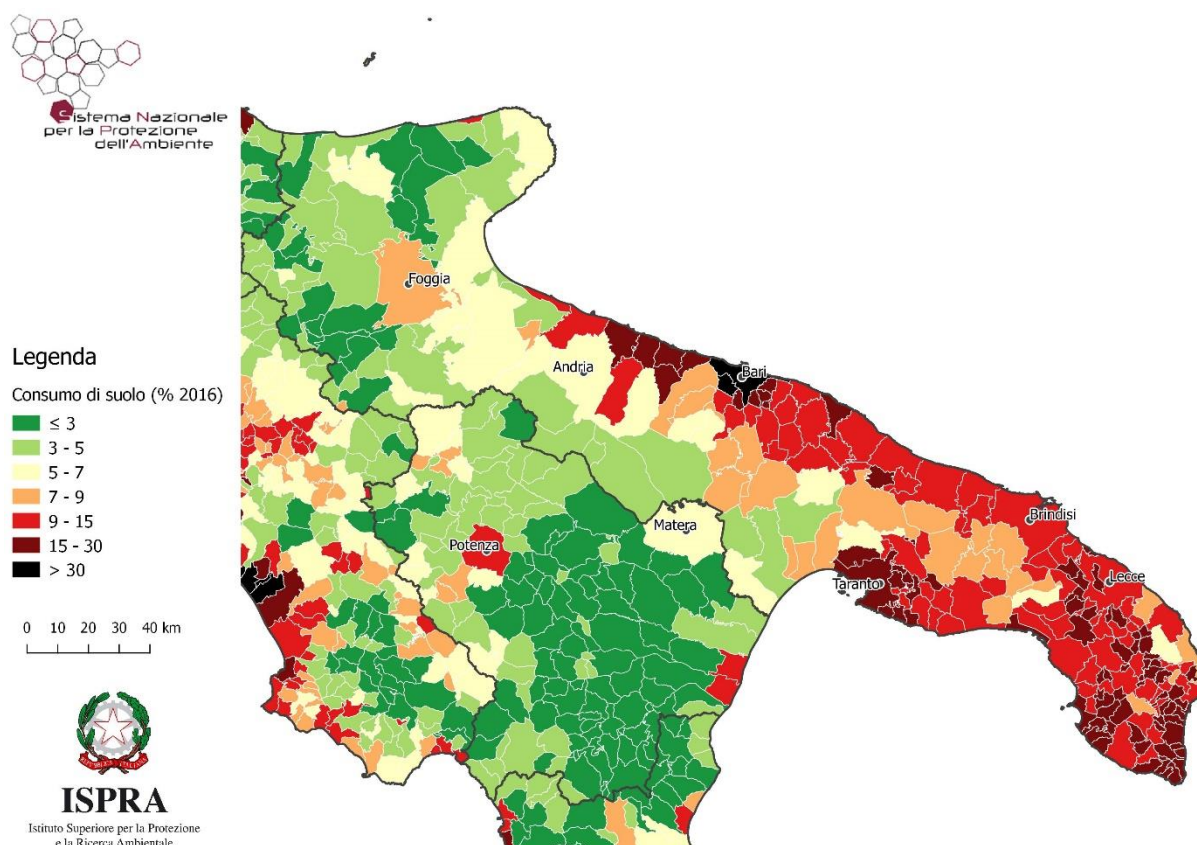 Sistema Nazionale
per la Protezione
dell'Ambiente
Foggia
Andria
Bari
Legenda
Consumo di suolo (% 2016)
≤ 3
3 - 5
5 - 7
7 - 9
9 - 15
15 - 30
> 30
Matera
Brindisi
Potenza
Taranto
Lecce
0 10 20 30 40 km
REPVBBLICA ITALIANA
ISPRA
Istituto Superiore per la Protezione
e la Ricerca Ambientale